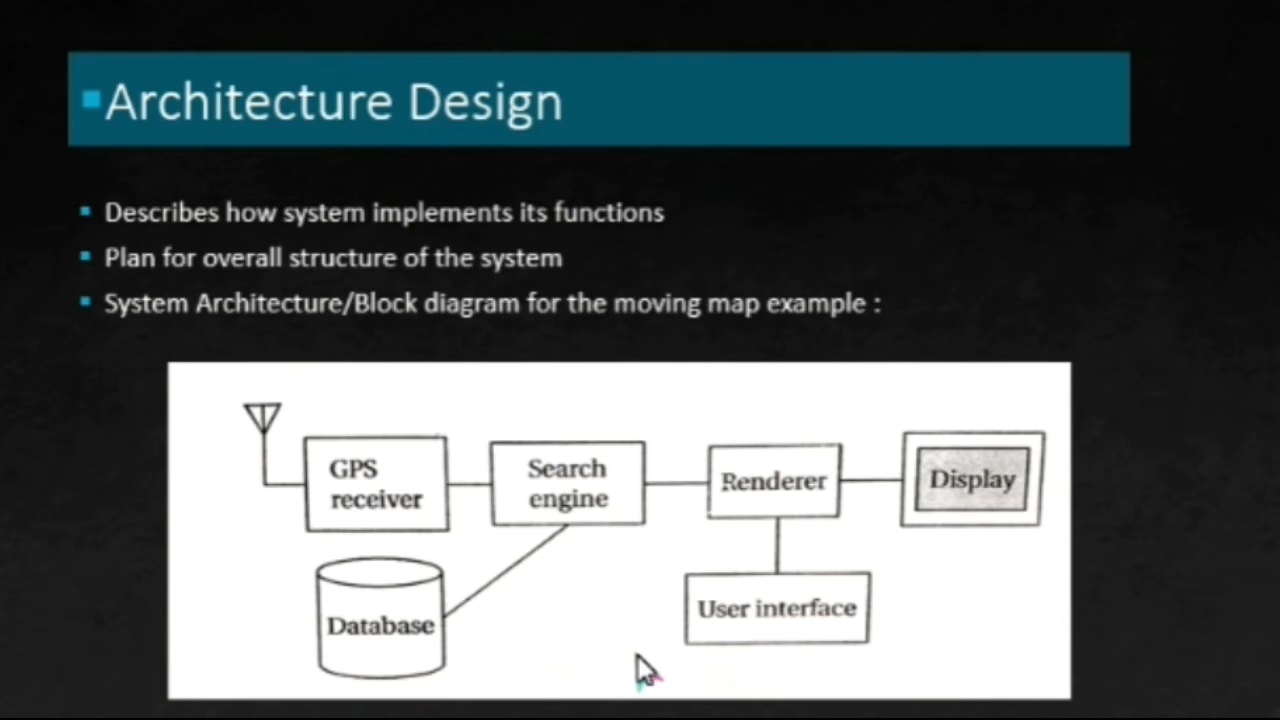 Architecture Design
Describes how system implements its functions
Plan for overall structure of the system
System Architecture/Block diagram for the moving map example :
GPS
receiver
Search
engine
Renderer
Display
Database
User interface